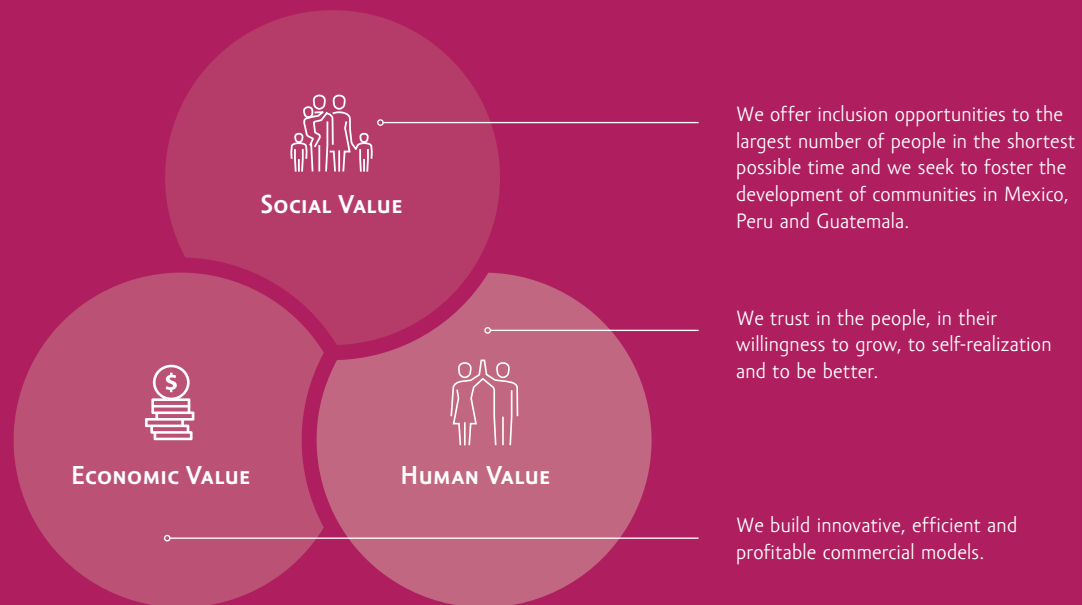 Social Value
We offer inclusion opportunities to the
largest number of people in the shortest
possible time and we seek to foster the
development of communities in Mexico,
Peru and Guatemala.
Human Value
We trust in the people, in their
willingness to grow, to self-realization
and to be better.
Economic Value
$
We build innovative, efficient and
profitable commercial models.